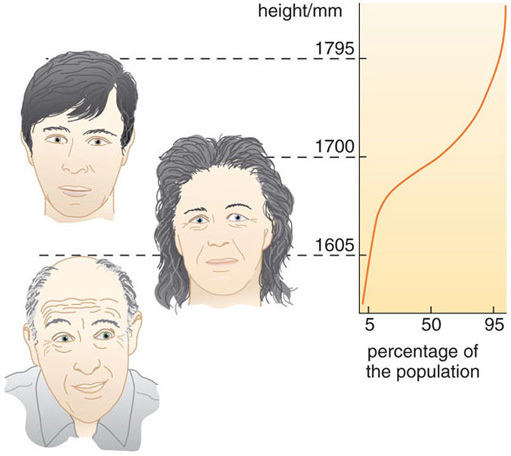 height/mm
1795
1700
1605
5 50 95
percentage of
the population